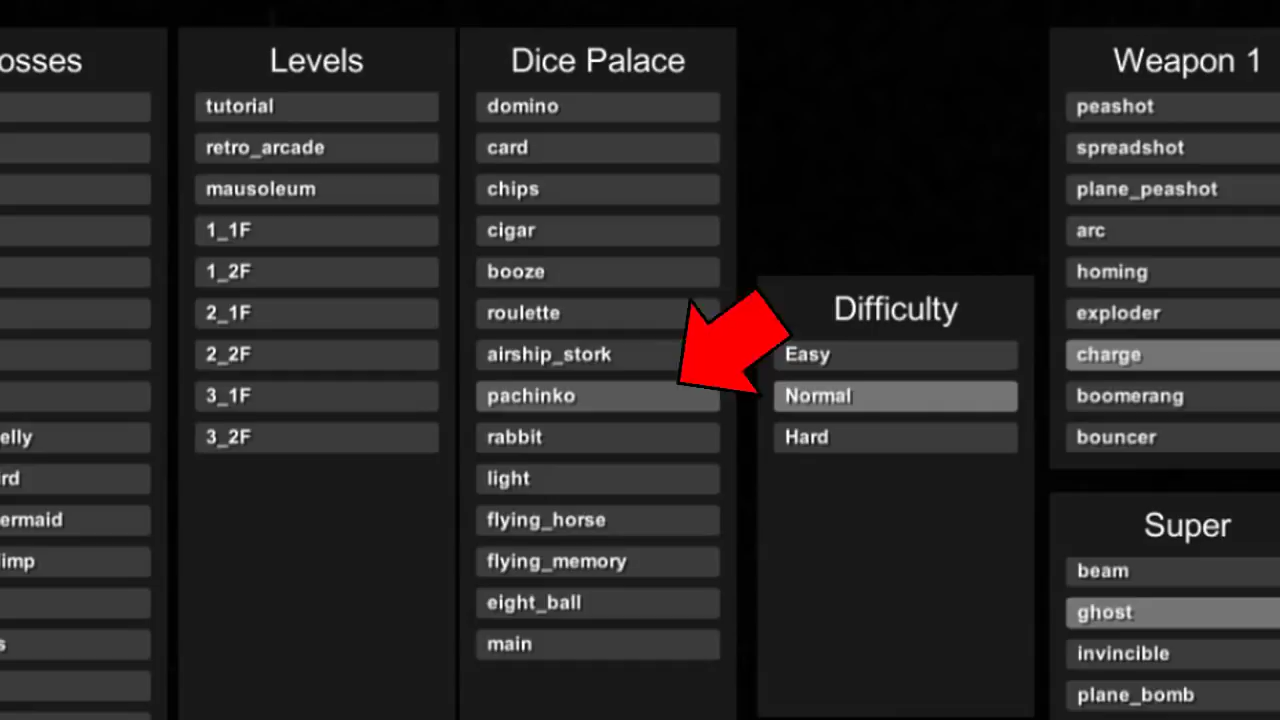 osses
elly
ird
ermaid
limp
s
Levels
tutorial
retro_arcade
mausoleum
1_1F
1_2F
2_1F
2_2F
3_1F
3_2F
Dice Palace
domino
card
chips
cigar
booze
roulette
airship_stork
pachinko
rabbit
light
flying_horse
flying_memory
eight_ball
main
Difficulty
Easy
Normal
Hard
Weapon 1
peashot
spreadshot
plane_peashot
arc
homing
exploder
charge
boomerang
bouncer
Super
beam
ghost
invincible
plane_bomb